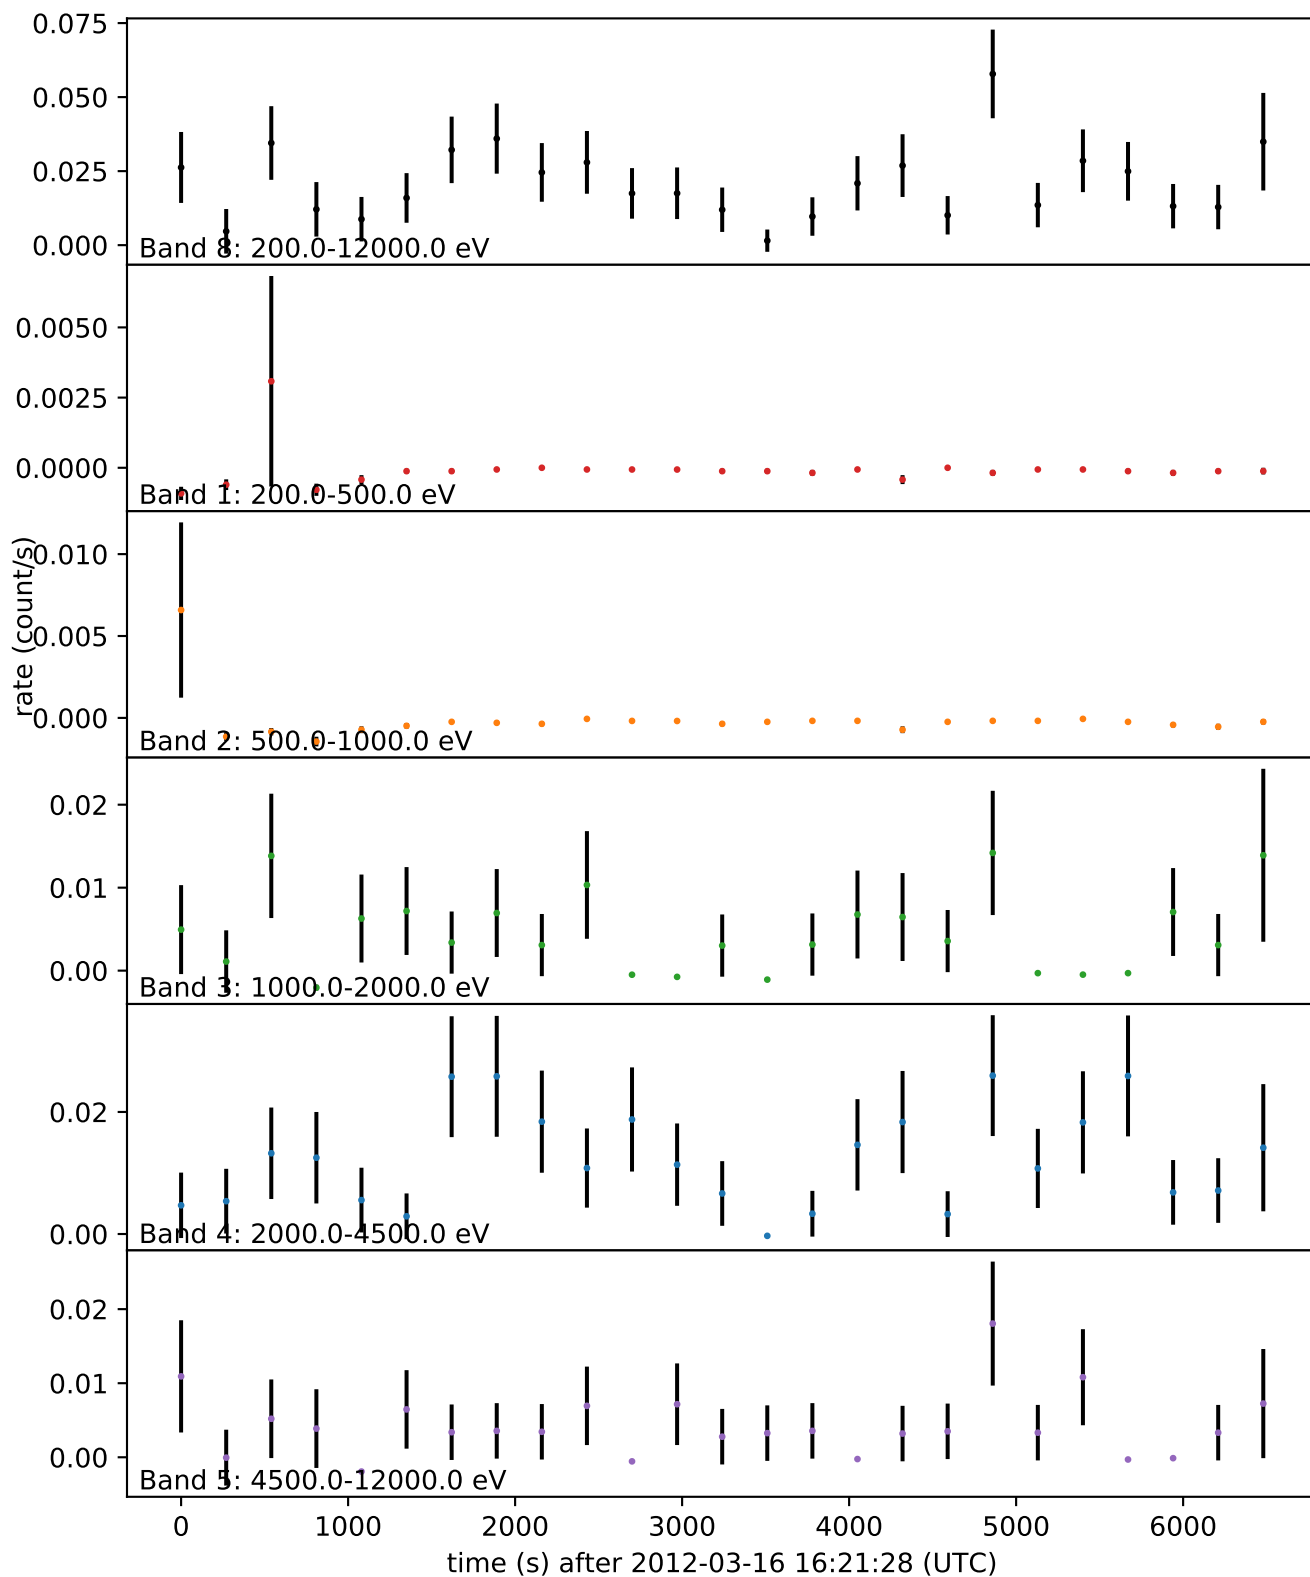 0.075
0.050
0.025
0.000
Band 8: 200.0-12000.0 eV
0.0050
0.0025
0.0000
Band 1: 200.0-500.0 eV
rate (count/s)
0.010
0.005
0.000
Band 2: 500.0-1000.0 eV
0.02
0.01
0.00
Band 3: 1000.0-2000.0 eV
0.02
0.00
Band 4: 2000.0-4500.0 eV
0.02
0.01
0.00
Band 5: 4500.0-12000.0 eV
0 1000 2000 3000 4000 5000 6000
time (s) after 2012-03-16 16:21:28 (UTC)